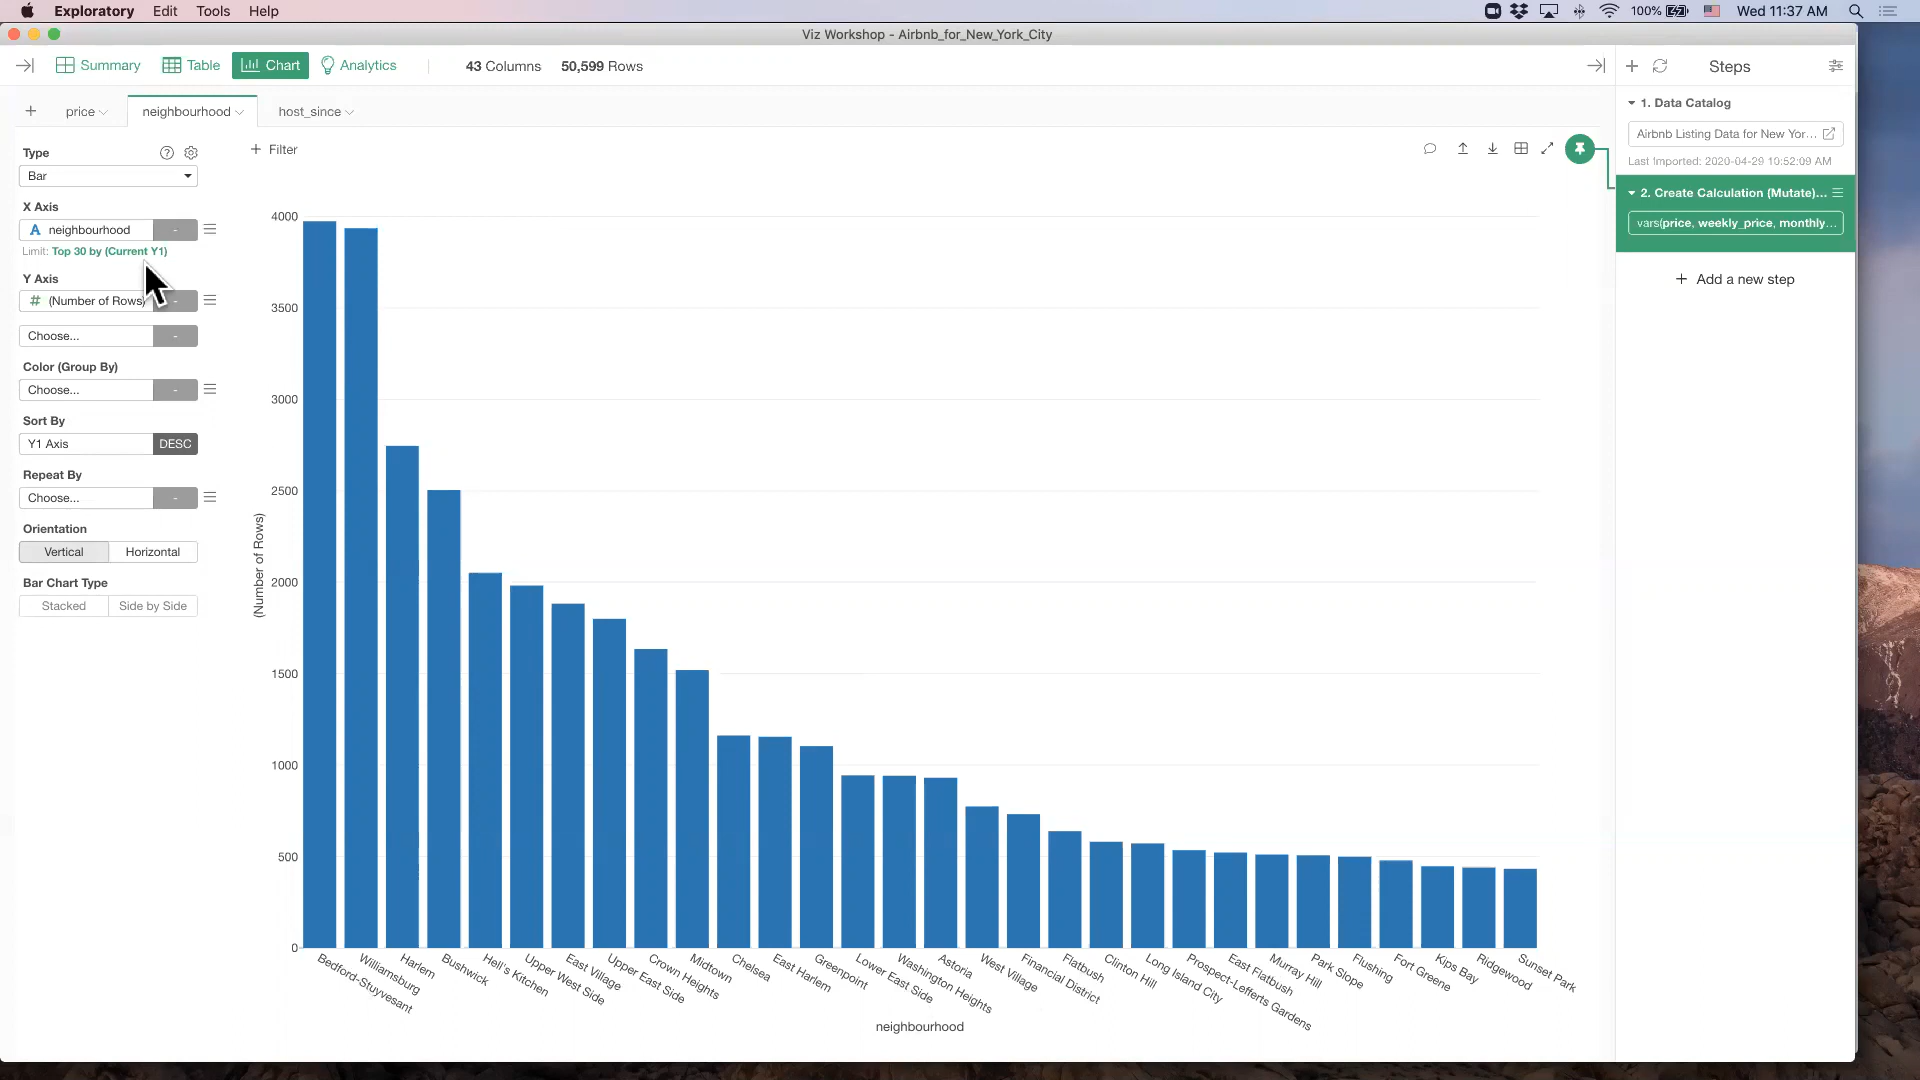 Exploratory Edit Tools Help 100% Wed 11:37 AM
Viz Workshop - Airbnb_for_New_York_City
Summary Table Chart Analytics 43 Columns 50,599 Rows
Steps
price neighbourhood host_since
1. Data Catalog
Airbnb Listing Data for New Yor...
Last Imported: 2020-04-29 10:52:09 AM
2. Create Calculation (Mutate)...
vars(price, weekly_price, monthly...
+ Add a new step
Type
Bar
X Axis
A neighbourhood -
Limit: Top 30 by (Current Y1)
Y Axis
# (Number of Rows) -
Choose... -
Color (Group By)
Choose... -
Sort By
Y1 Axis DESC
Repeat By
Choose... -
Orientation
Vertical Horizontal
Bar Chart Type
Stacked Side by Side
+ Filter
4000
3500
3000
2500
2000
1500
1000
500
0
(Number of Rows)
Bedford-Stuyvesant
Williamsburg
Harlem
Bushwick
Hell's Kitchen
Upper West Side
East Village
Upper East Side
Crown Heights
Midtown
Chelsea
East Harlem
Greenpoint
Lower East Side
Washington Heights
Astoria
West Village
Financial District
Flatbush
Clinton Hill
Long Island City
Prospect-Lefferts Gardens
East Flatbush
Murray Hill
Park Slope
Flushing
Fort Greene
Kips Bay
Ridgewood
Sunset Park
neighbourhood